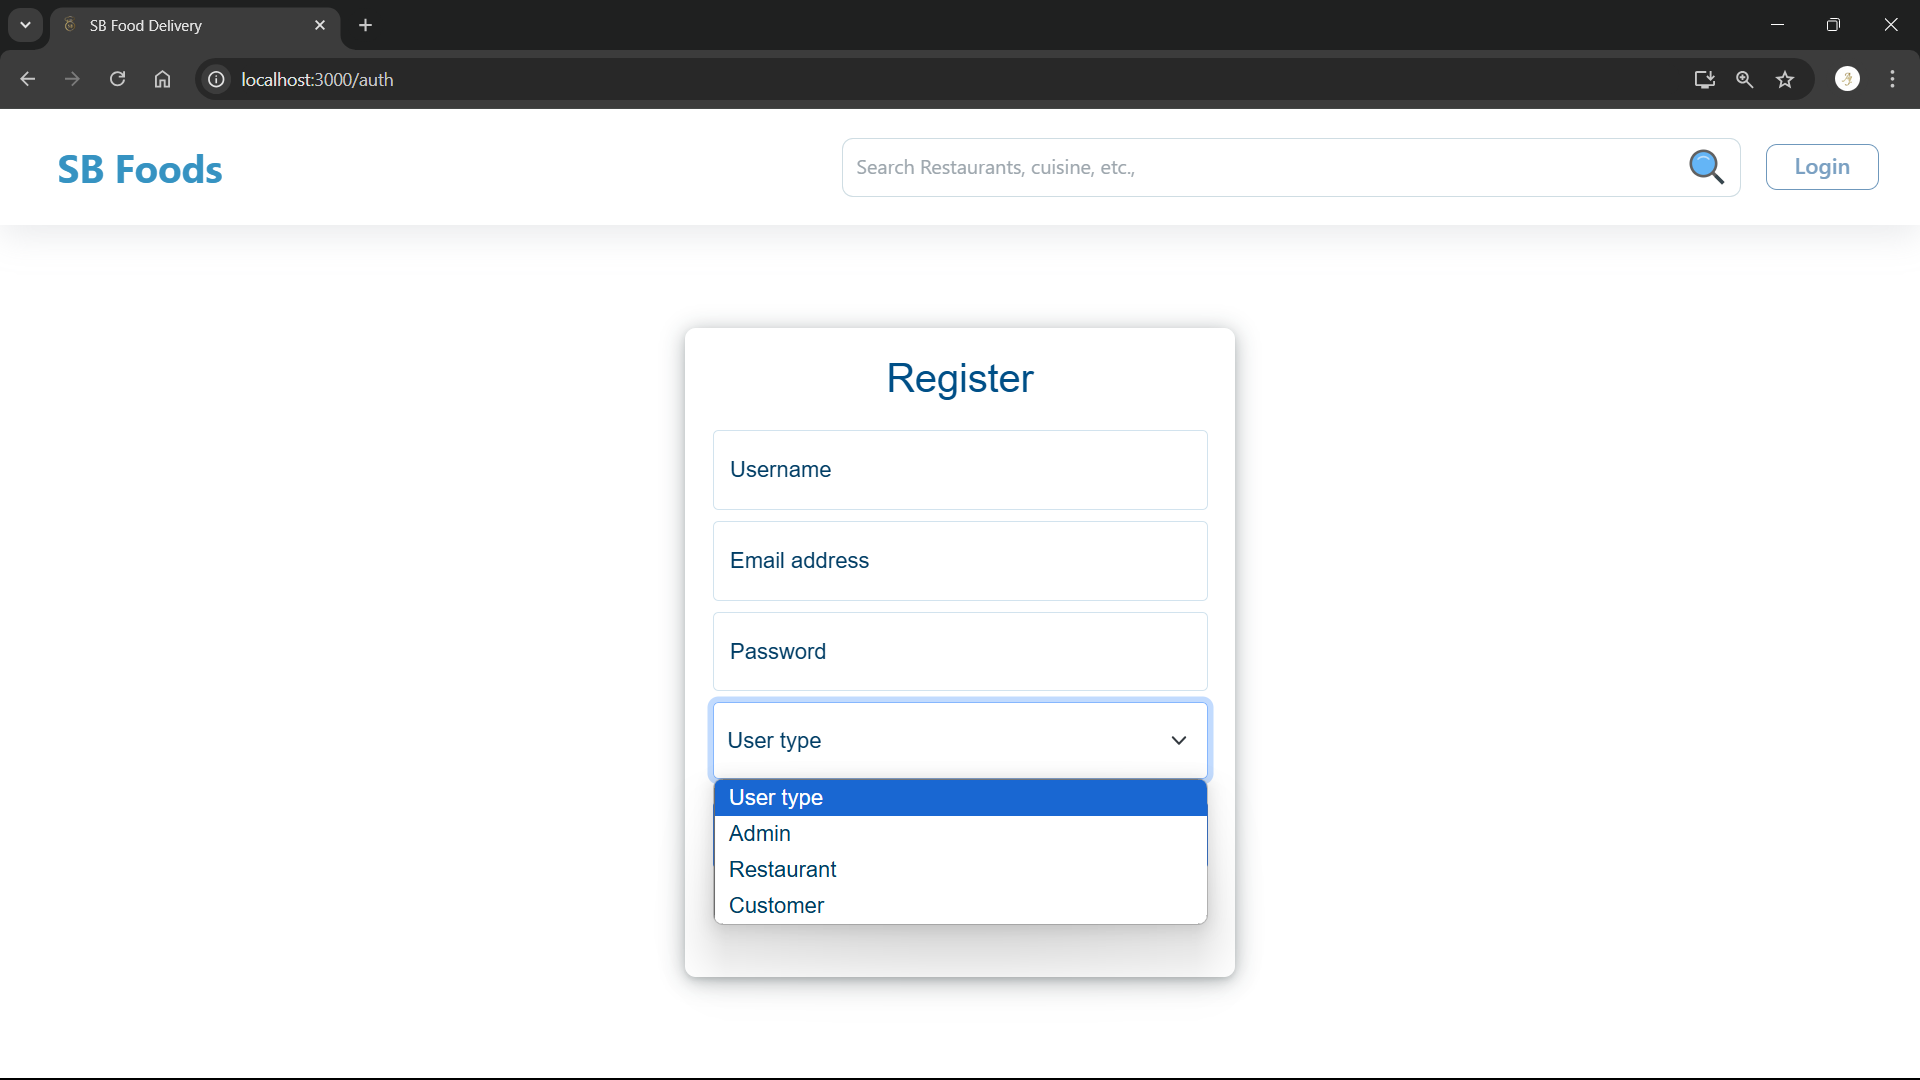 SB Food Delivery
localhost:3000/auth
SB Foods
Search Restaurants, cuisine, etc.,
Login
Register
Username
Email address
Password
User type
User type
Admin
Restaurant
Customer